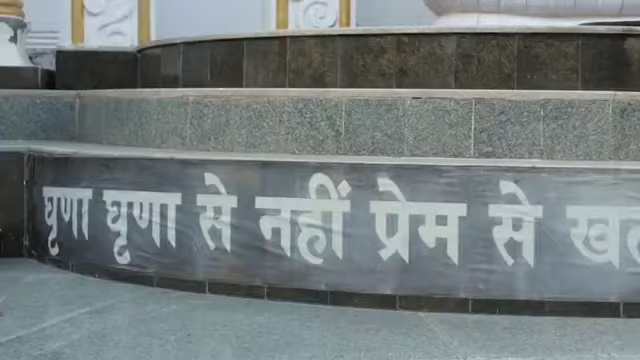 घृणा घृणा से नहीं प्रेम से